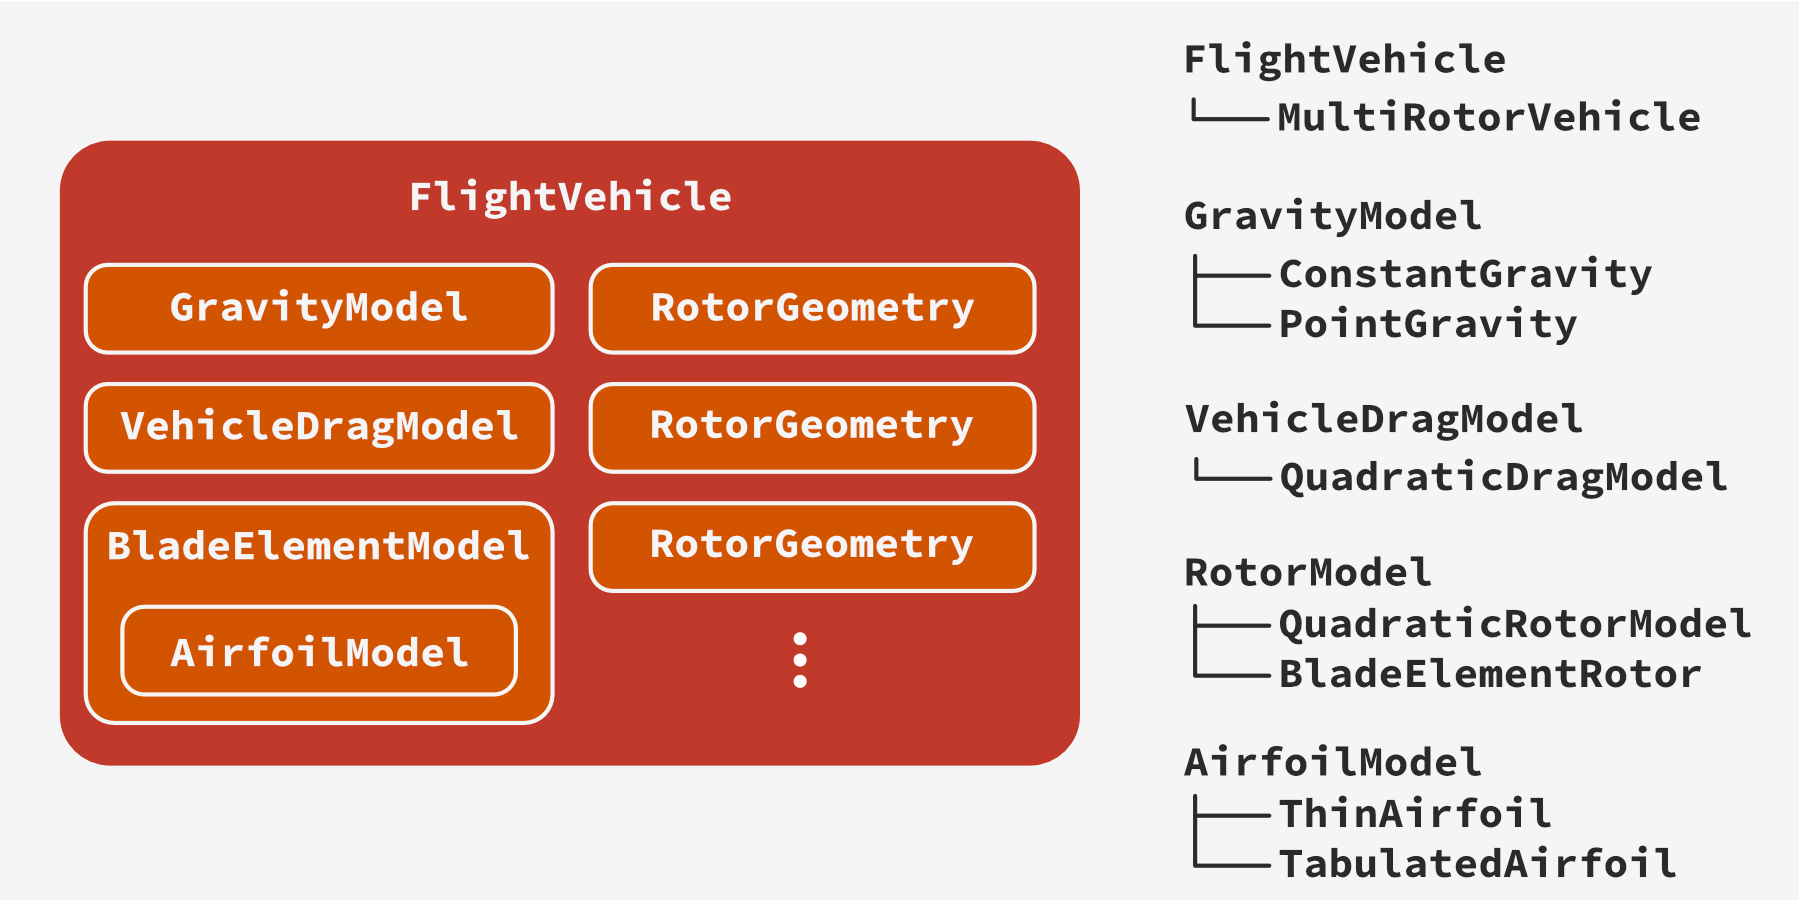 FlightVehicle
GravityModel
VehicleDragModel
BladeElementModel
AirfoilModel
RotorGeometry
RotorGeometry
RotorGeometry
FlightVehicle
MultiRotorVehicle
GravityModel
ConstantGravity
PointGravity
VehicleDragModel
QuadraticDragModel
RotorModel
QuadraticRotorModel
BladeElementRotor
AirfoilModel
ThinAirfoil
TabulatedAirfoil